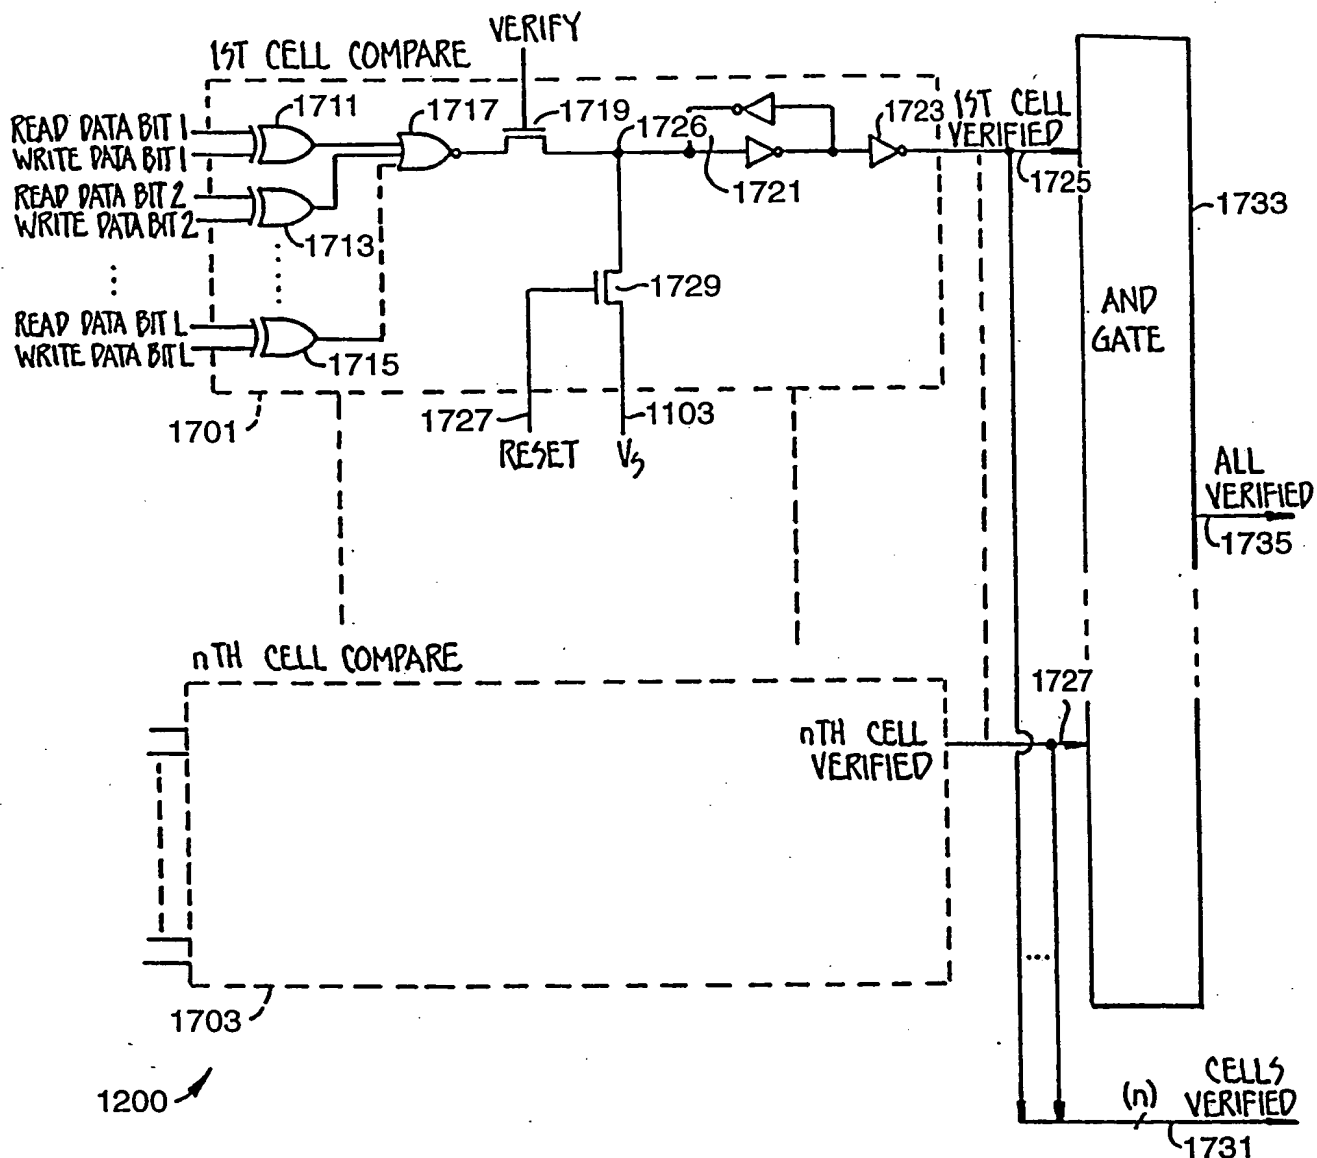 VERIFY
1ST CELL COMPARE
1711
1717
1719
1726
1723
1ST CELL
VERIFIED
READ DATA BIT 1
WRITE DATA BIT 1
1721
1725
READ DATA BIT 2
WRITE DATA BIT 2
1713
1733
1729
AND
GATE
READ DATA BIT L
WRITE DATA BIT L
1715
1701
1727
1103
RESET
VS
ALL
VERIFIED
1735
nTH CELL COMPARE
1727
nTH CELL
VERIFIED
1703
1200
(n)
CELLS
VERIFIED
1731